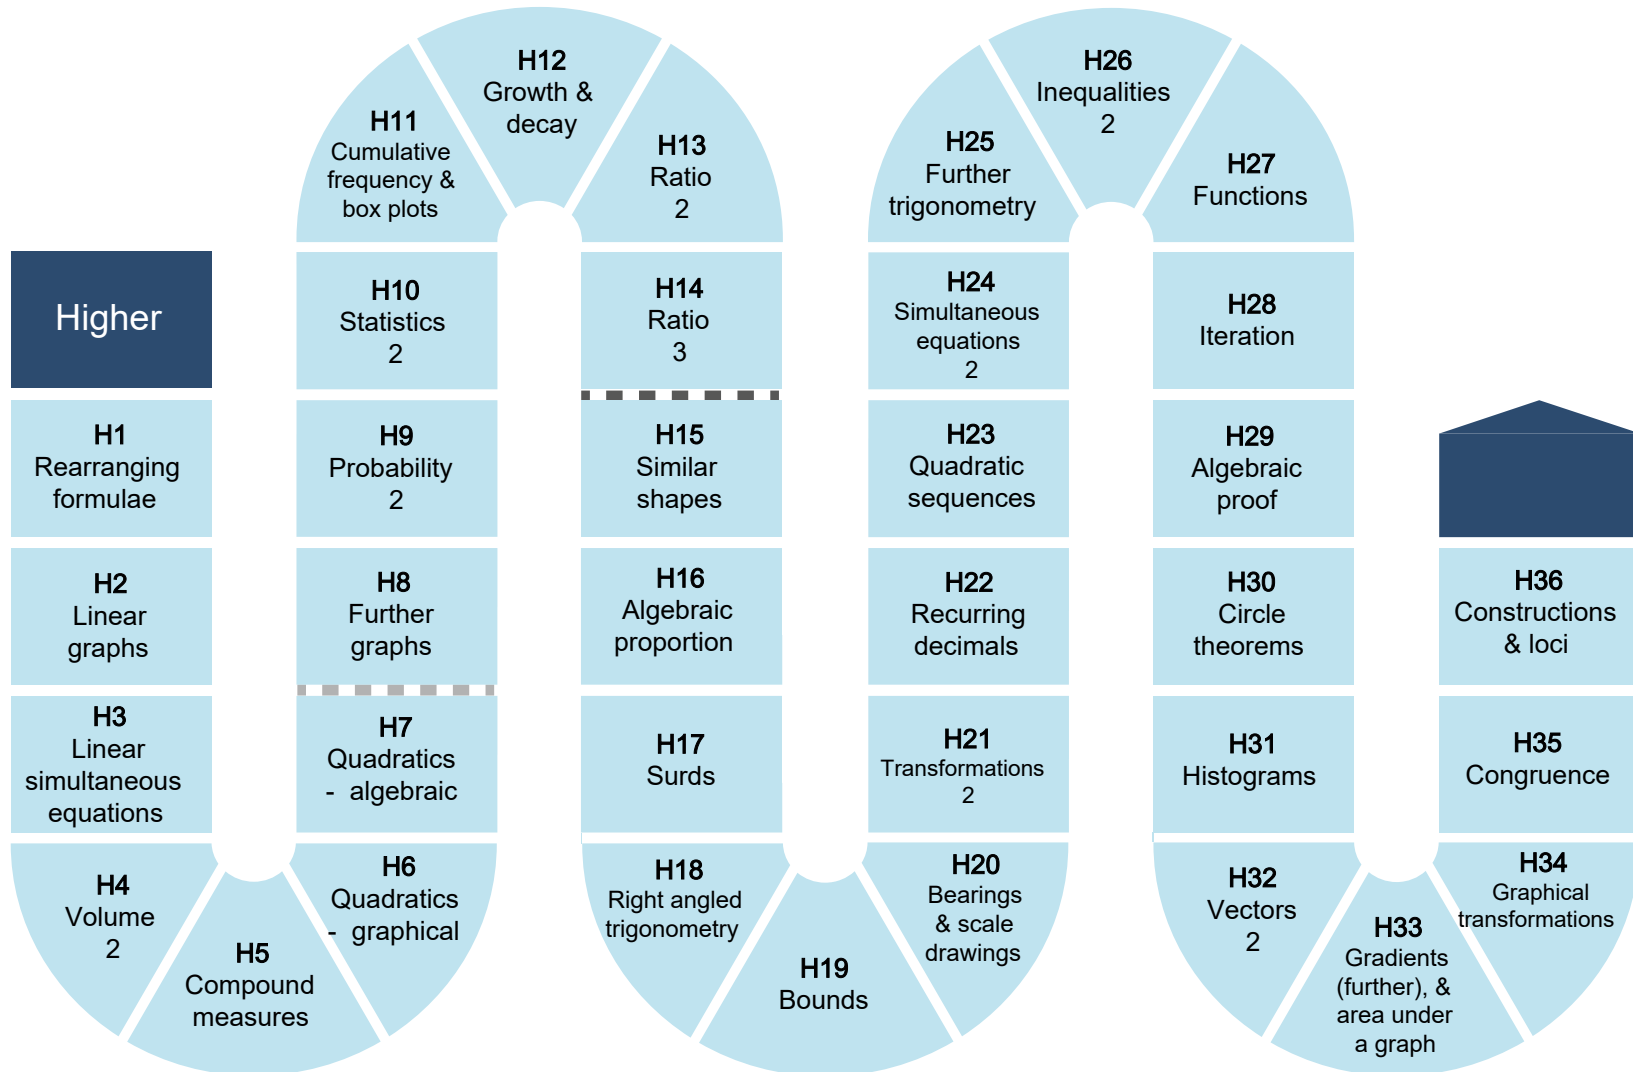 Higher
H1
Rearranging
formulae
H2
Linear
graphs
H3
Linear
simultaneous
equations
H4
Volume
2
H5
Compound
measures
H6
Quadratics
- graphical
H7
Quadratics
- algebraic
H8
Further
graphs
H9
Probability
2
H10
Statistics
2
H11
Cumulative
frequency &
box plots
H12
Growth &
decay
H13
Ratio
2
H14
Ratio
3
H15
Similar
shapes
H16
Algebraic
proportion
H17
Surds
H18
Right angled
trigonometry
H19
Bounds
H20
Bearings
& scale
drawings
H21
Transformations
2
H22
Recurring
decimals
H23
Quadratic
sequences
H24
Simultaneous
equations
2
H25
Further
trigonometry
H26
Inequalities
2
H27
Functions
H28
Iteration
H29
Algebraic
proof
H30
Circle
theorems
H31
Histograms
H32
Vectors
2
H33
Gradients
(further), &
area under
a graph
H34
Graphical
transformations
H35
Congruence
H36
Constructions
& loci